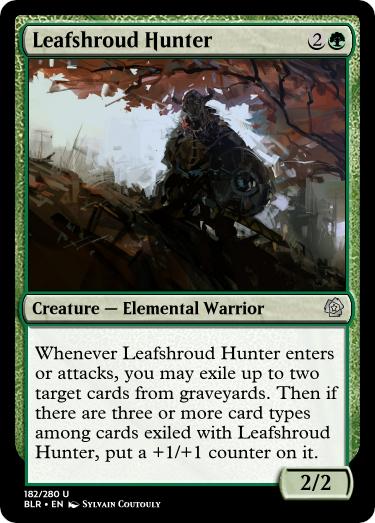 Leafshroud Hunter 2
Creature — Elemental Warrior
Whenever Leafshroud Hunter enters
or attacks, you may exile up to two
target cards from graveyards. Then if
there are three or more card types
among cards exiled with Leafshroud
Hunter, put a +1/+1 counter on it.
2/2
182/280 U
BLR • EN Sylvain Coutouly